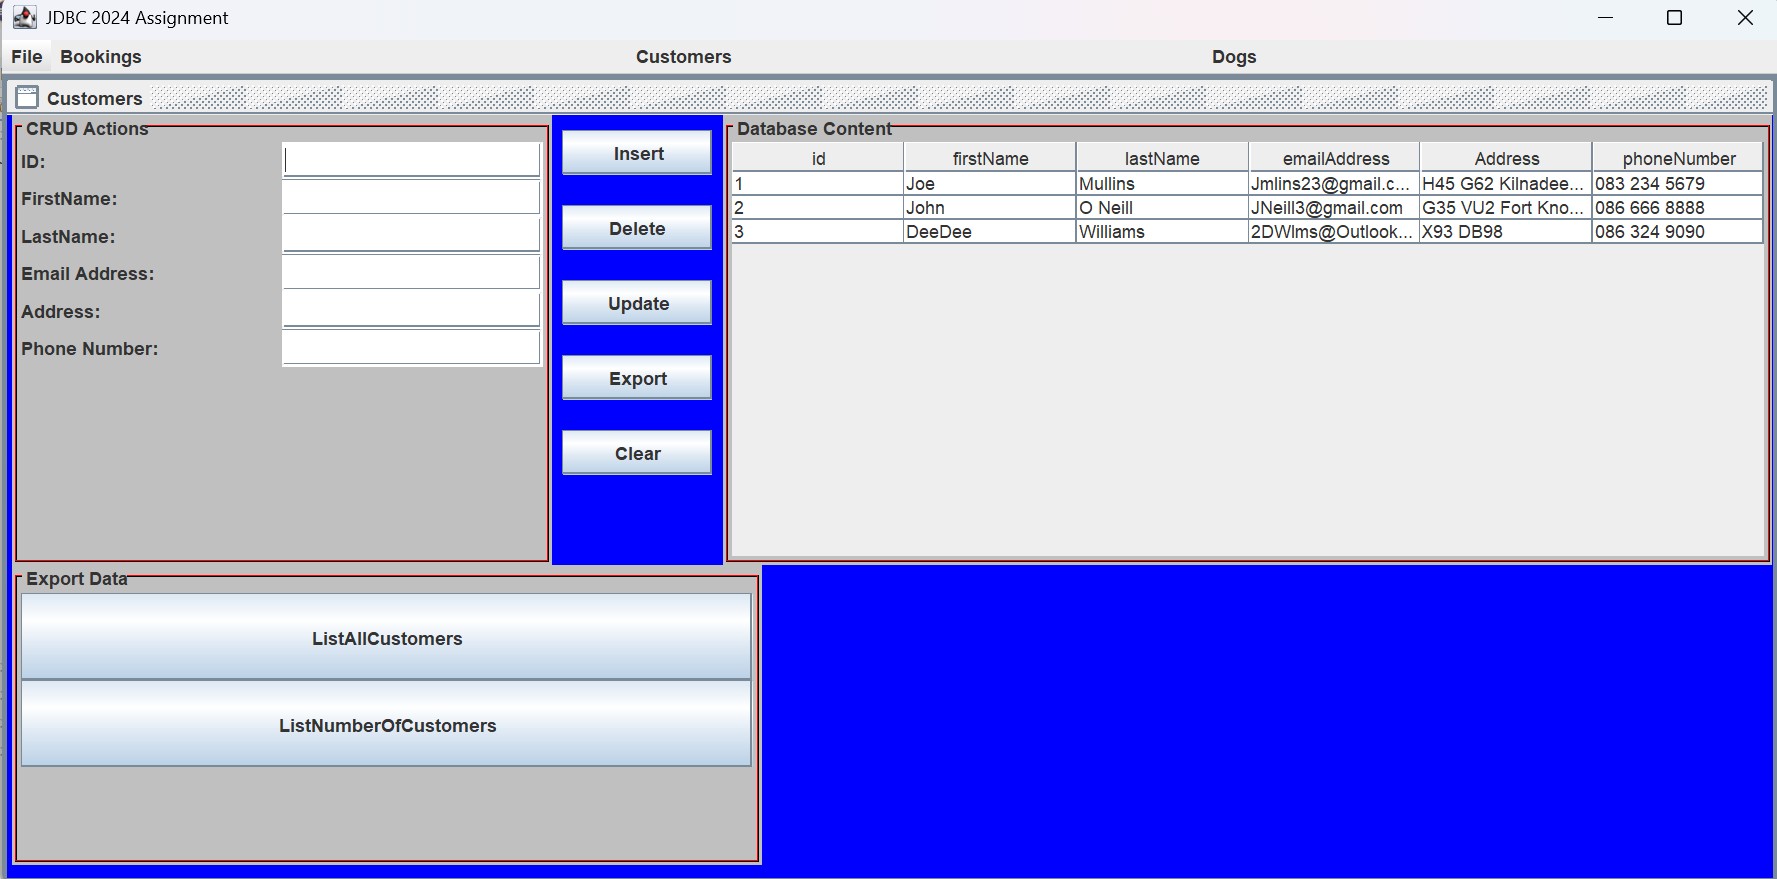 JDBC 2024 Assignment
File Bookings Customers Dogs
Customers
CRUD Actions
ID:
FirstName:
LastName:
Email Address:
Address:
Phone Number:
Insert
Delete
Update
Export
Clear
Database Content
id firstName lastName emailAddress Address phoneNumber
1 Joe Mullins Jmlins23@gmail.c... H45 G62 Kilnadee... 083 234 5679
2 John O Neill JNeill3@gmail.com G35 VU2 Fort Kno... 086 666 8888
3 DeeDee Williams 2DWlms@Outlook... X93 DB98 086 324 9090
Export Data
ListAllCustomers
ListNumberOfCustomers